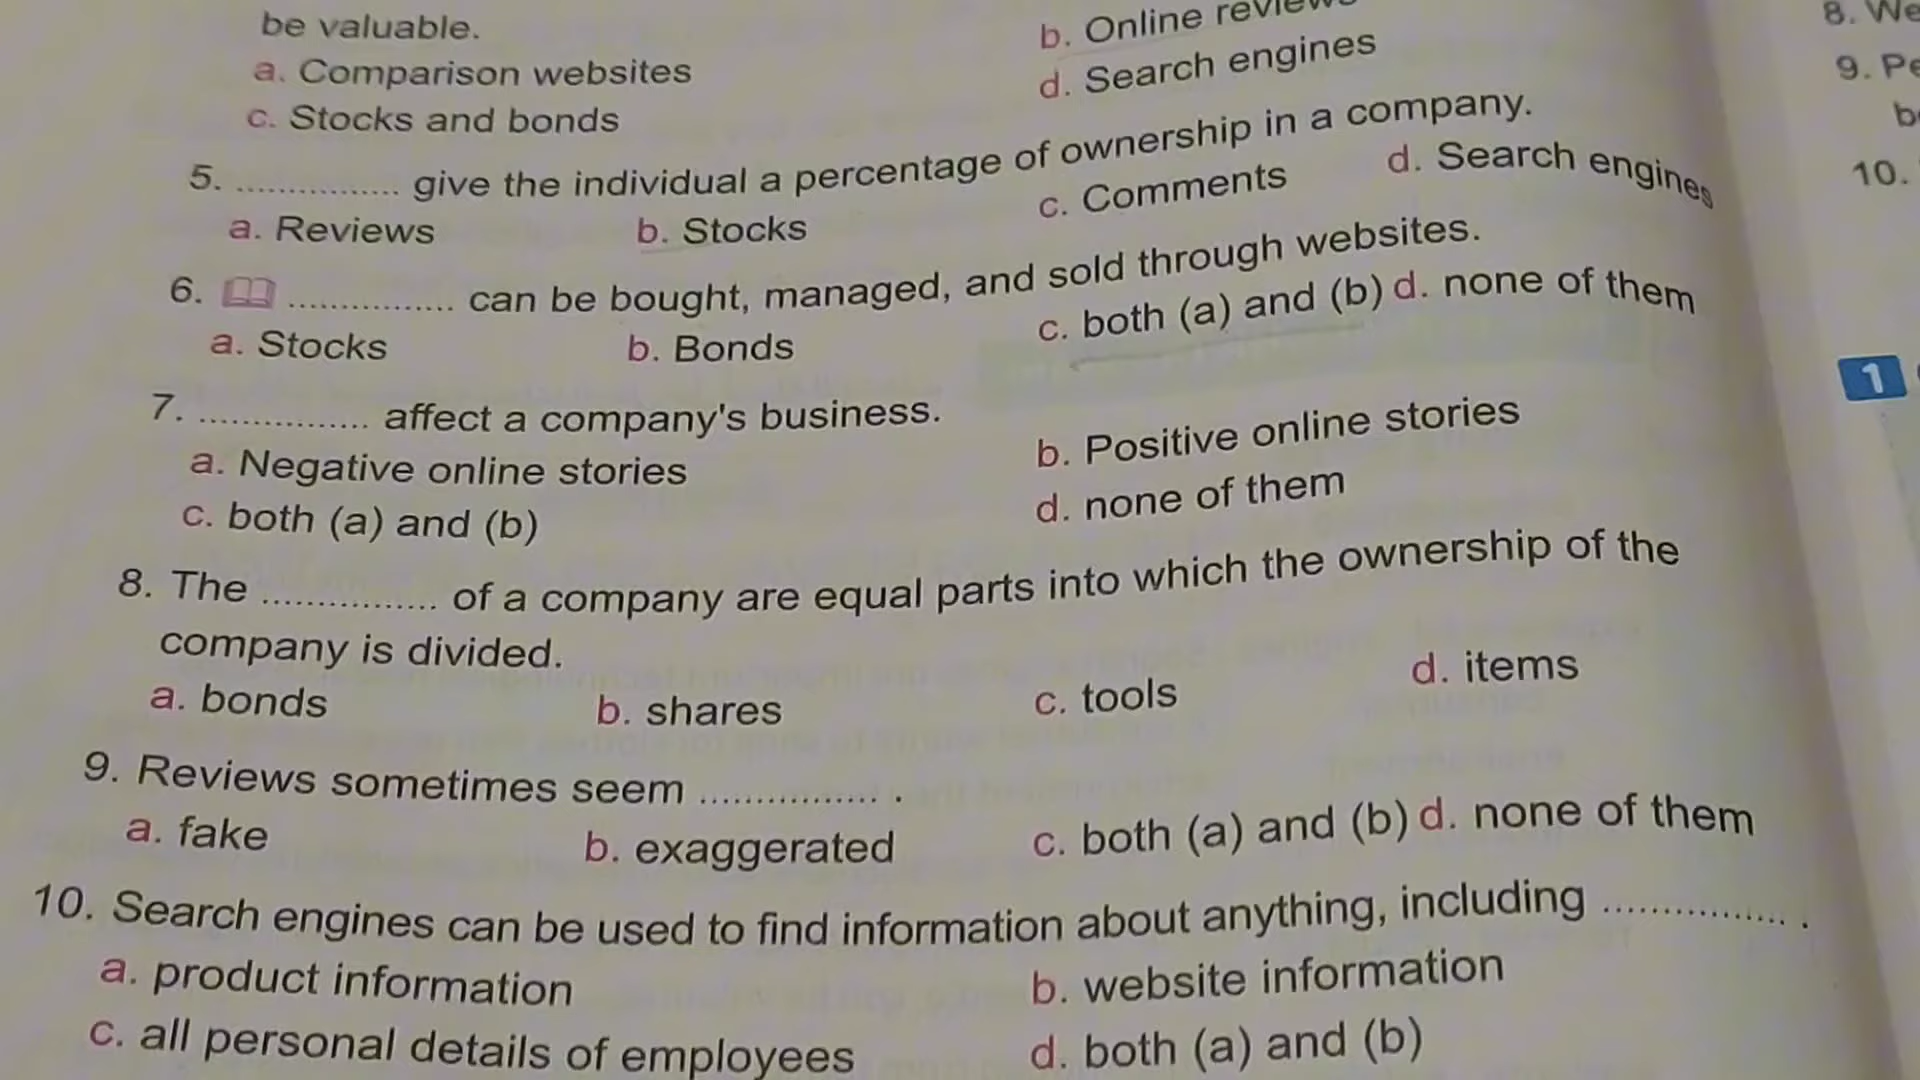 be valuable.
a. Comparison websites
b. Online reviews
c. Stocks and bonds
d. Search engines
5. ............... give the individual a percentage of ownership in a company.
a. Reviews b. Stocks c. Comments d. Search engines
6. ............... can be bought, managed, and sold through websites.
a. Stocks b. Bonds c. both (a) and (b) d. none of them
7. ............... affect a company's business.
a. Negative online stories b. Positive online stories
c. both (a) and (b) d. none of them
8. The ............... of a company are equal parts into which the ownership of the
company is divided.
a. bonds b. shares c. tools d. items
9. Reviews sometimes seem ............... .
a. fake b. exaggerated c. both (a) and (b) d. none of them
10. Search engines can be used to find information about anything, including ............... .
a. product information b. website information
c. all personal details of employees d. both (a) and (b)
8. We
9.
10.
1